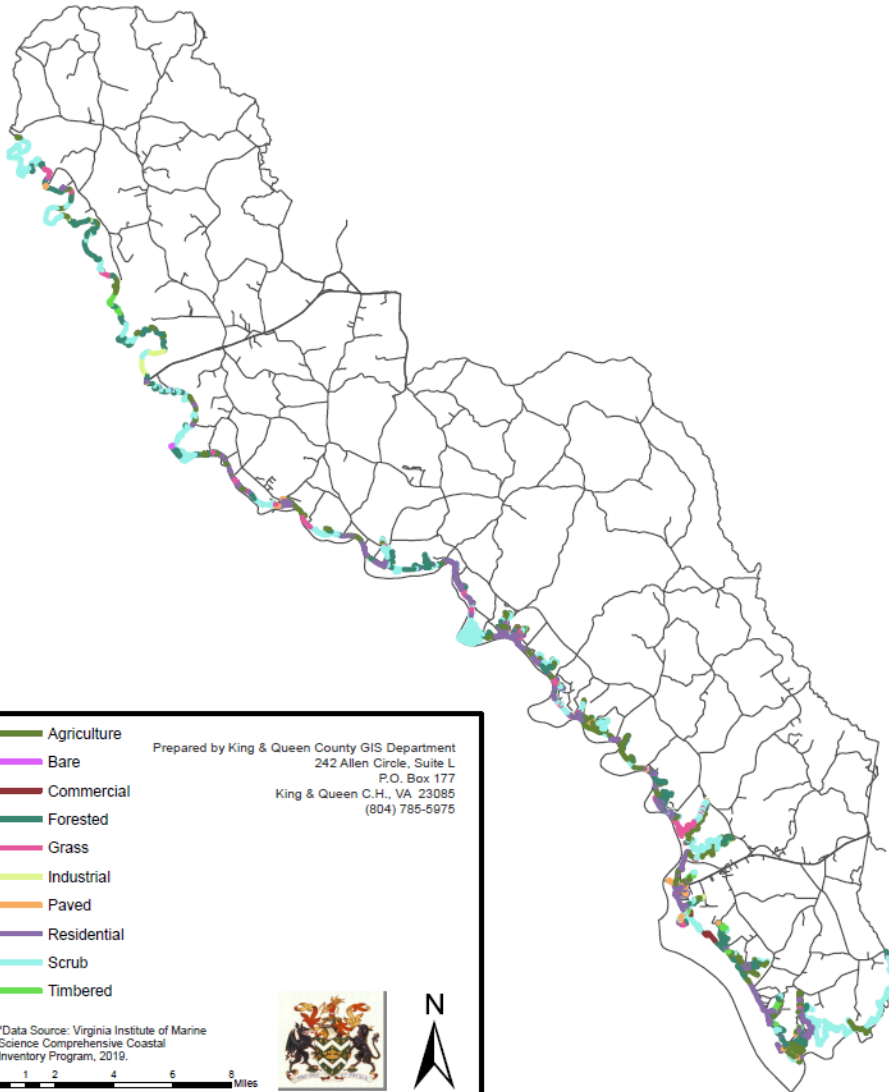 Agriculture
Bare
Commercial
Forested
Grass
Industrial
Paved
Residential
Scrub
Timbered
Prepared by King & Queen County GIS Department
242 Allen Circle, Suite L
P.O. Box 177
King & Queen C.H., VA 23085
(804) 785-5975
*Data Source: Virginia Institute of Marine
Science Comprehensive Coastal
Inventory Program, 2019.
1 2 4 6 8
Miles
N